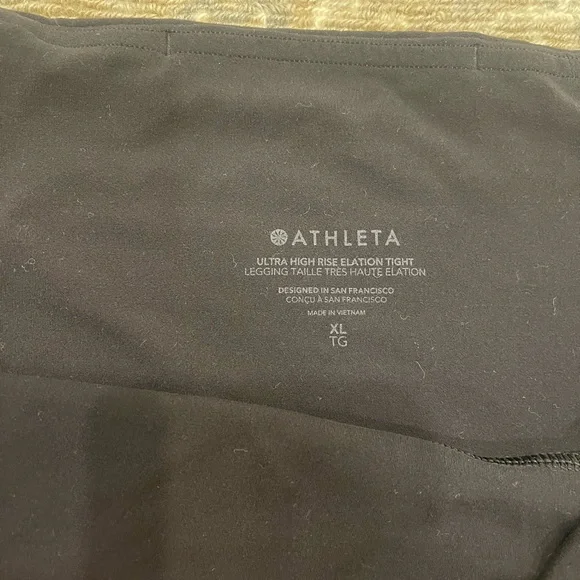 ATHLETA
ULTRA HIGH RISE ELATION TIGHT
LEGGING TAILLE TRÈS HAUTE ELATION
DESIGNED IN SAN FRANCISCO
CONÇU À SAN FRANCISCO
MADE IN VIETNAM
XL
TG